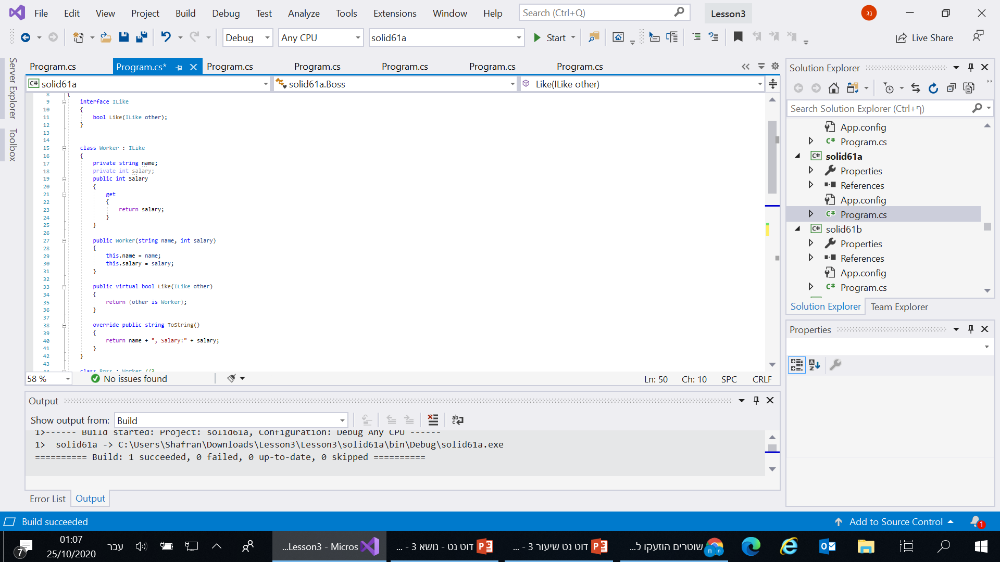 File Edit View Project Build Debug Test Analyze Tools Extensions Window Help Search (Ctrl+Q) Lesson3 נג
Debug Any CPU solid61a Start Live Share
Server Explorer
Toolbox
Program.cs Program.cs* Program.cs Program.cs Program.cs Program.cs Program.cs
C# solid61a solid61a.Boss Like(ILike other)
8 {
9 interface ILike
10 {
11 bool Like(ILike other);
12 }
13
14
15 class Worker : ILike
16 {
17 private string name;
18 private int salary;
19 public int Salary
20 {
21 get
22 {
23 return salary;
24 }
25 }
26
27 public Worker(string name, int salary)
28 {
29 this.name = name;
30 this.salary = salary;
31 }
32
33 public virtual bool Like(ILike other)
34 {
35 return (other is Worker);
36 }
37
38 override public string ToString()
39 {
40 return name + ", Salary:" + salary;
41 }
42 }
43
44 class Boss : Worker //3
58 % No issues found Ln: 50 Ch: 10 SPC CRLF
Output
Show output from: Build
1>------ Build started: Project: solid61a, Configuration: Debug Any CPU ------
1> solid61a -> C:\Users\Shafran\Downloads\Lesson3\Lesson3\solid61a\bin\Debug\solid61a.exe
========== Build: 1 succeeded, 0 failed, 0 up-to-date, 0 skipped ==========
Error List Output
Solution Explorer
Search Solution Explorer (Ctrl+ף)
App.config
C# Program.cs
C# solid61a
Properties
References
App.config
C# Program.cs
C# solid61b
Properties
References
App.config
C# Program.cs
Solution Explorer Team Explorer
Properties
Build succeeded Add to Source Control 1
7 01:07 עבר ...Lesson3 - Micros דוט נט - נושא 3 - ... דוט נט שיעור 3 - ... שוטרים הוזעקו ל...
25/10/2020